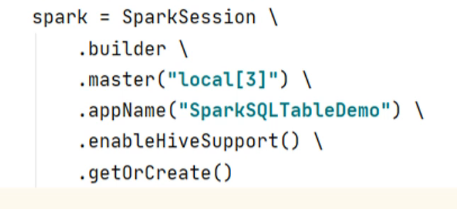 spark = SparkSession \
.builder \
.master("local[3]") \
.appName("SparkSQLTableDemo") \
.enableHiveSupport() \
.getOrCreate()